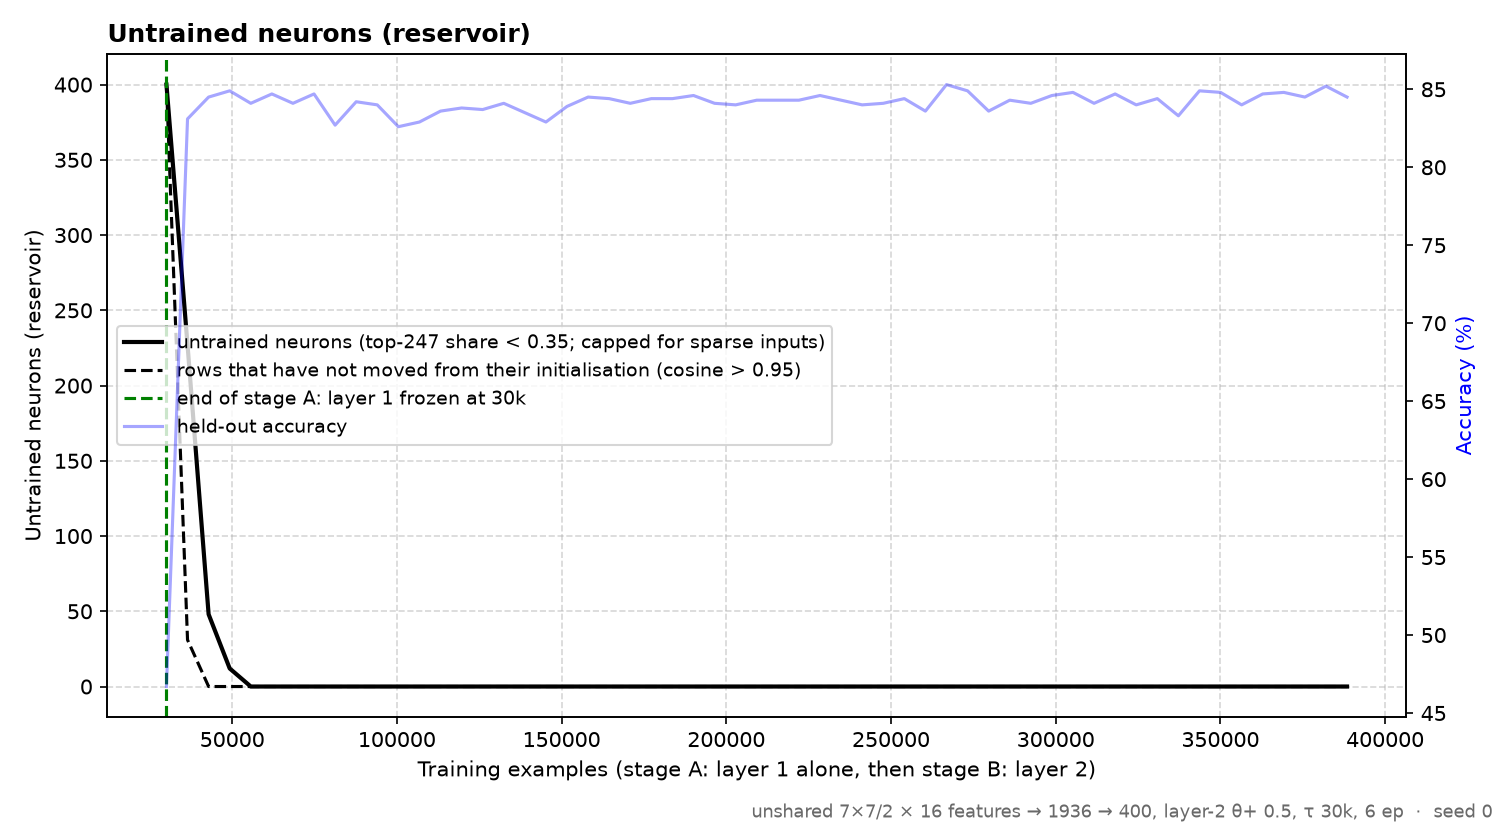 Untrained neurons (reservoir)
400
350
300
250
200
150
100
50
0
Untrained neurons (reservoir)
85
80
75
70
65
60
55
50
45
Accuracy (%)
untrained neurons (top-247 share < 0.35; capped for sparse inputs)
rows that have not moved from their initialisation (cosine > 0.95)
end of stage A: layer 1 frozen at 30k
held-out accuracy
50000 100000 150000 200000 250000 300000 350000 400000
Training examples (stage A: layer 1 alone, then stage B: layer 2)
unshared 7×7/2 × 16 features → 1936 → 400, layer-2 θ+ 0.5, τ 30k, 6 ep · seed 0